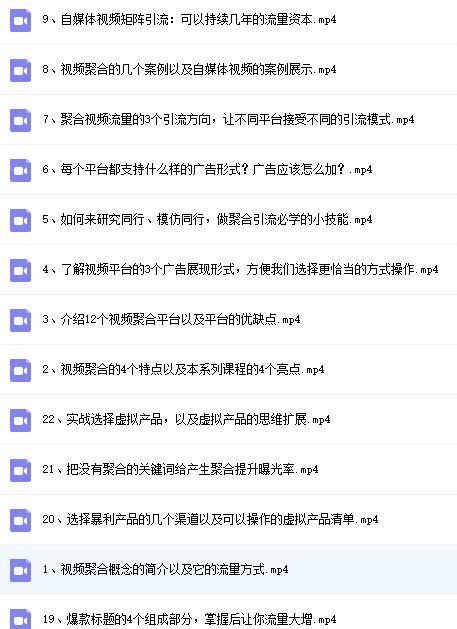 9、自媒体视频矩阵引流：可以持续几年的流量资本.mp4
8、视频聚合的几个案例以及自媒体视频的案例展示.mp4
7、聚合视频流量的3个引流方向，让不同平台接受不同的引流模式.mp4
6、每个平台都支持什么样的广告形式？广告应该怎么加？.mp4
5、如何来研究同行、模仿同行，做聚合引流必学的小技能.mp4
4、了解视频平台的3个广告展现形式，方便我们选择更恰当的方式操作.mp4
3、介绍12个视频聚合平台以及平台的优缺点.mp4
2、视频聚合的4个特点以及本系列课程的4个亮点.mp4
22、实战选择虚拟产品，以及虚拟产品的思维扩展.mp4
21、把没有聚合的关键词给产生聚合提升曝光率.mp4
20、选择暴利产品的几个渠道以及可以操作的虚拟产品清单.mp4
1、视频聚合概念的简介以及它的流量方式.mp4
19、爆款标题的4个组成部分，掌握后让你流量大增.mp4